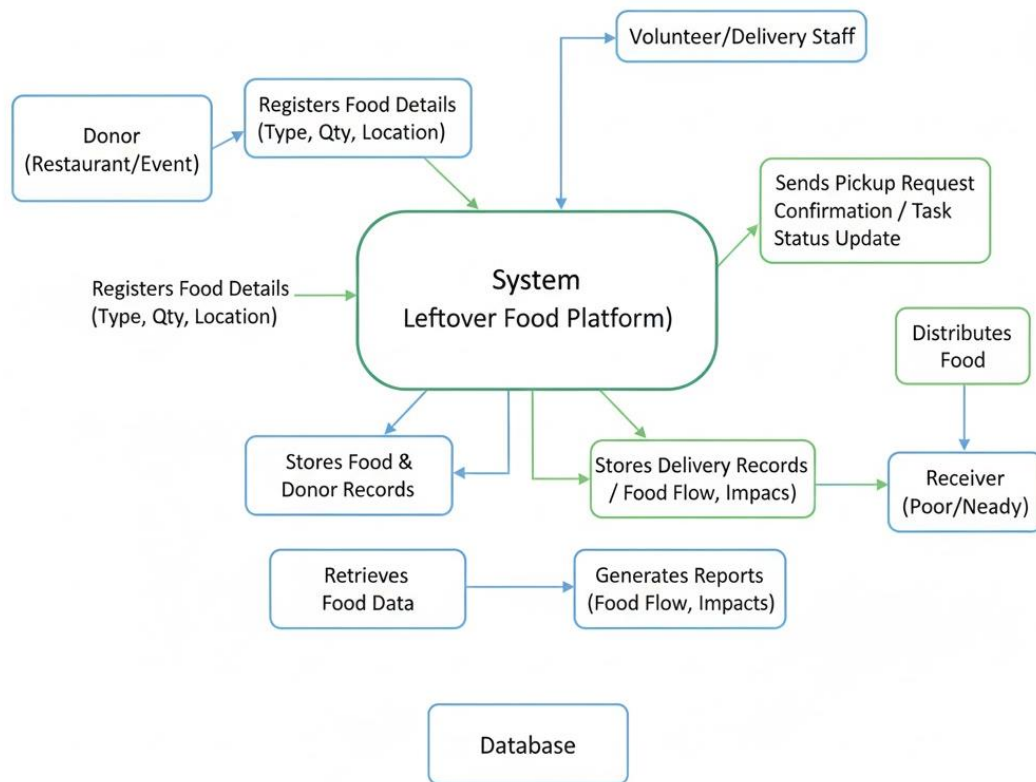 Volunteer/Delivery Staff
Donor
(Restaurant/Event)
Registers Food Details
(Type, Qty, Location)
Sends Pickup Request
Confirmation / Task
Status Update
System
Leftover Food Platform)
Registers Food Details
(Type, Qty, Location)
Distributes
Food
Stores Food &
Donor Records
Stores Delivery Records
/ Food Flow, Impacs)
Receiver
(Poor/Neady)
Retrieves
Food Data
Generates Reports
(Food Flow, Impacts)
Database